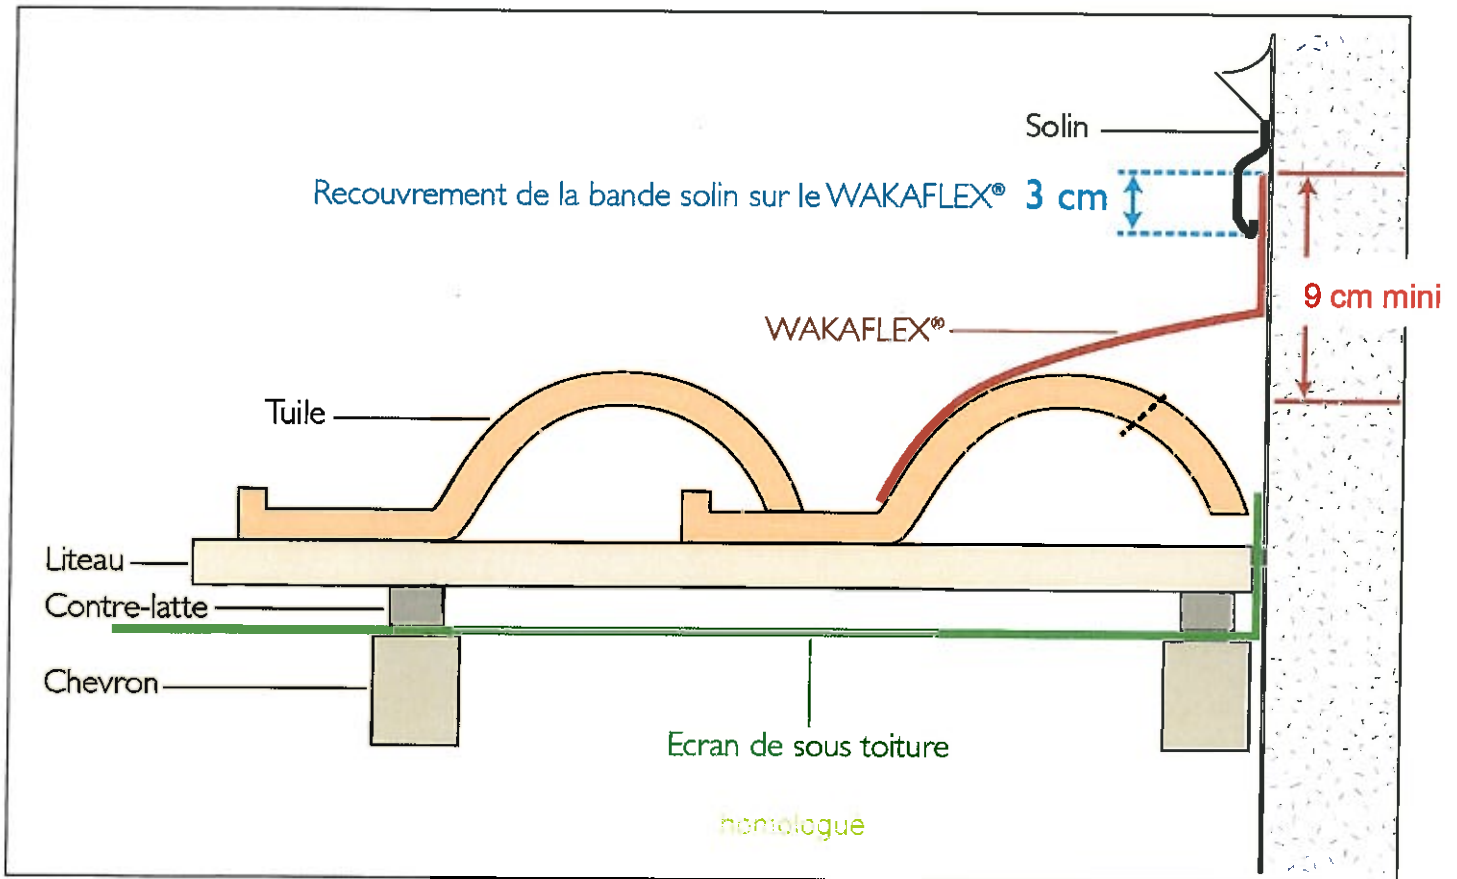 Solin
Recouvrement de la bande solin sur le WAKAFLEX® 3 cm
9 cm mini
WAKAFLEX®
Tuile
Liteau
Contre-latte
Chevron
Ecran de sous toiture
homologué